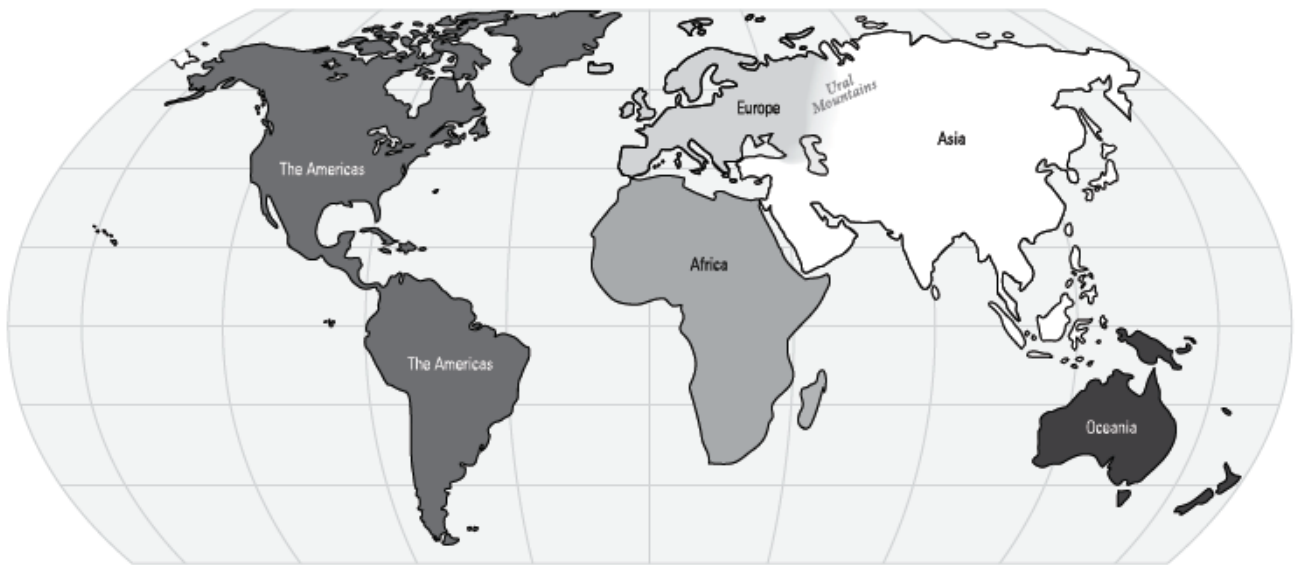 Ural
Mountains
Europe
Asia
The Americas
Africa
The Americas
Oceania